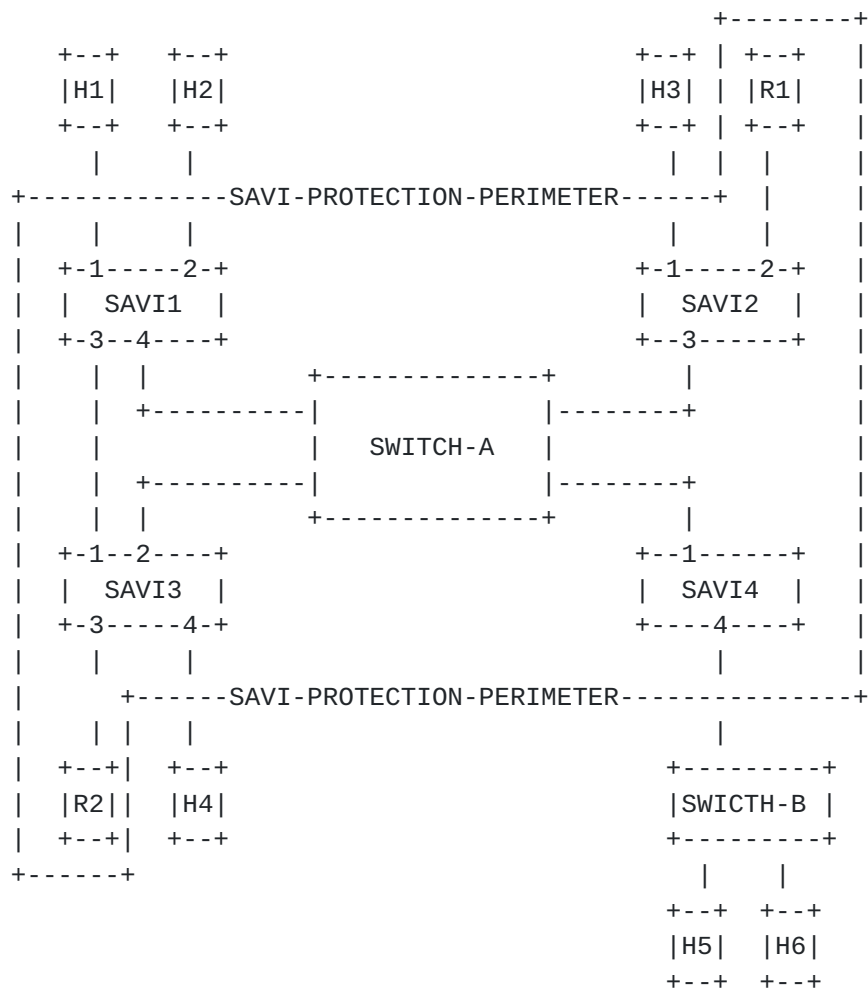 +--------+
   +--+   +--+                          +--+ | +--+   |
   |H1|   |H2|                          |H3| | |R1|   |
   +--+   +--+                          +--+ | +--+   |
     |     |                              |  |  |     |
+-------------SAVI-PROTECTION-PERIMETER------+  |     |
|    |     |                              |     |     |
|  +-1-----2-+                          +-1-----2-+   |
|  |  SAVI1  |                          |  SAVI2  |   |
|  +-3--4----+                          +--3------+   |
|    |  |          +--------------+        |          |
|    |  +----------|              |--------+          |
|    |             |   SWITCH-A   |                   |
|    |  +----------|              |--------+          |
|    |  |          +--------------+        |          |
|  +-1--2----+                          +--1------+   |
|  |  SAVI3  |                          |  SAVI4  |   |
|  +-3-----4-+                          +----4----+   |
|    |     |                                 |        |
|      +------SAVI-PROTECTION-PERIMETER---------------+
|    | |   |                                 |
|  +--+|  +--+                            +---------+
|  |R2||  |H4|                            |SWICTH-B |
|  +--+|  +--+                            +---------+
+------+                                    |    |
                                          +--+  +--+
                                          |H5|  |H6|
                                          +--+  +--+